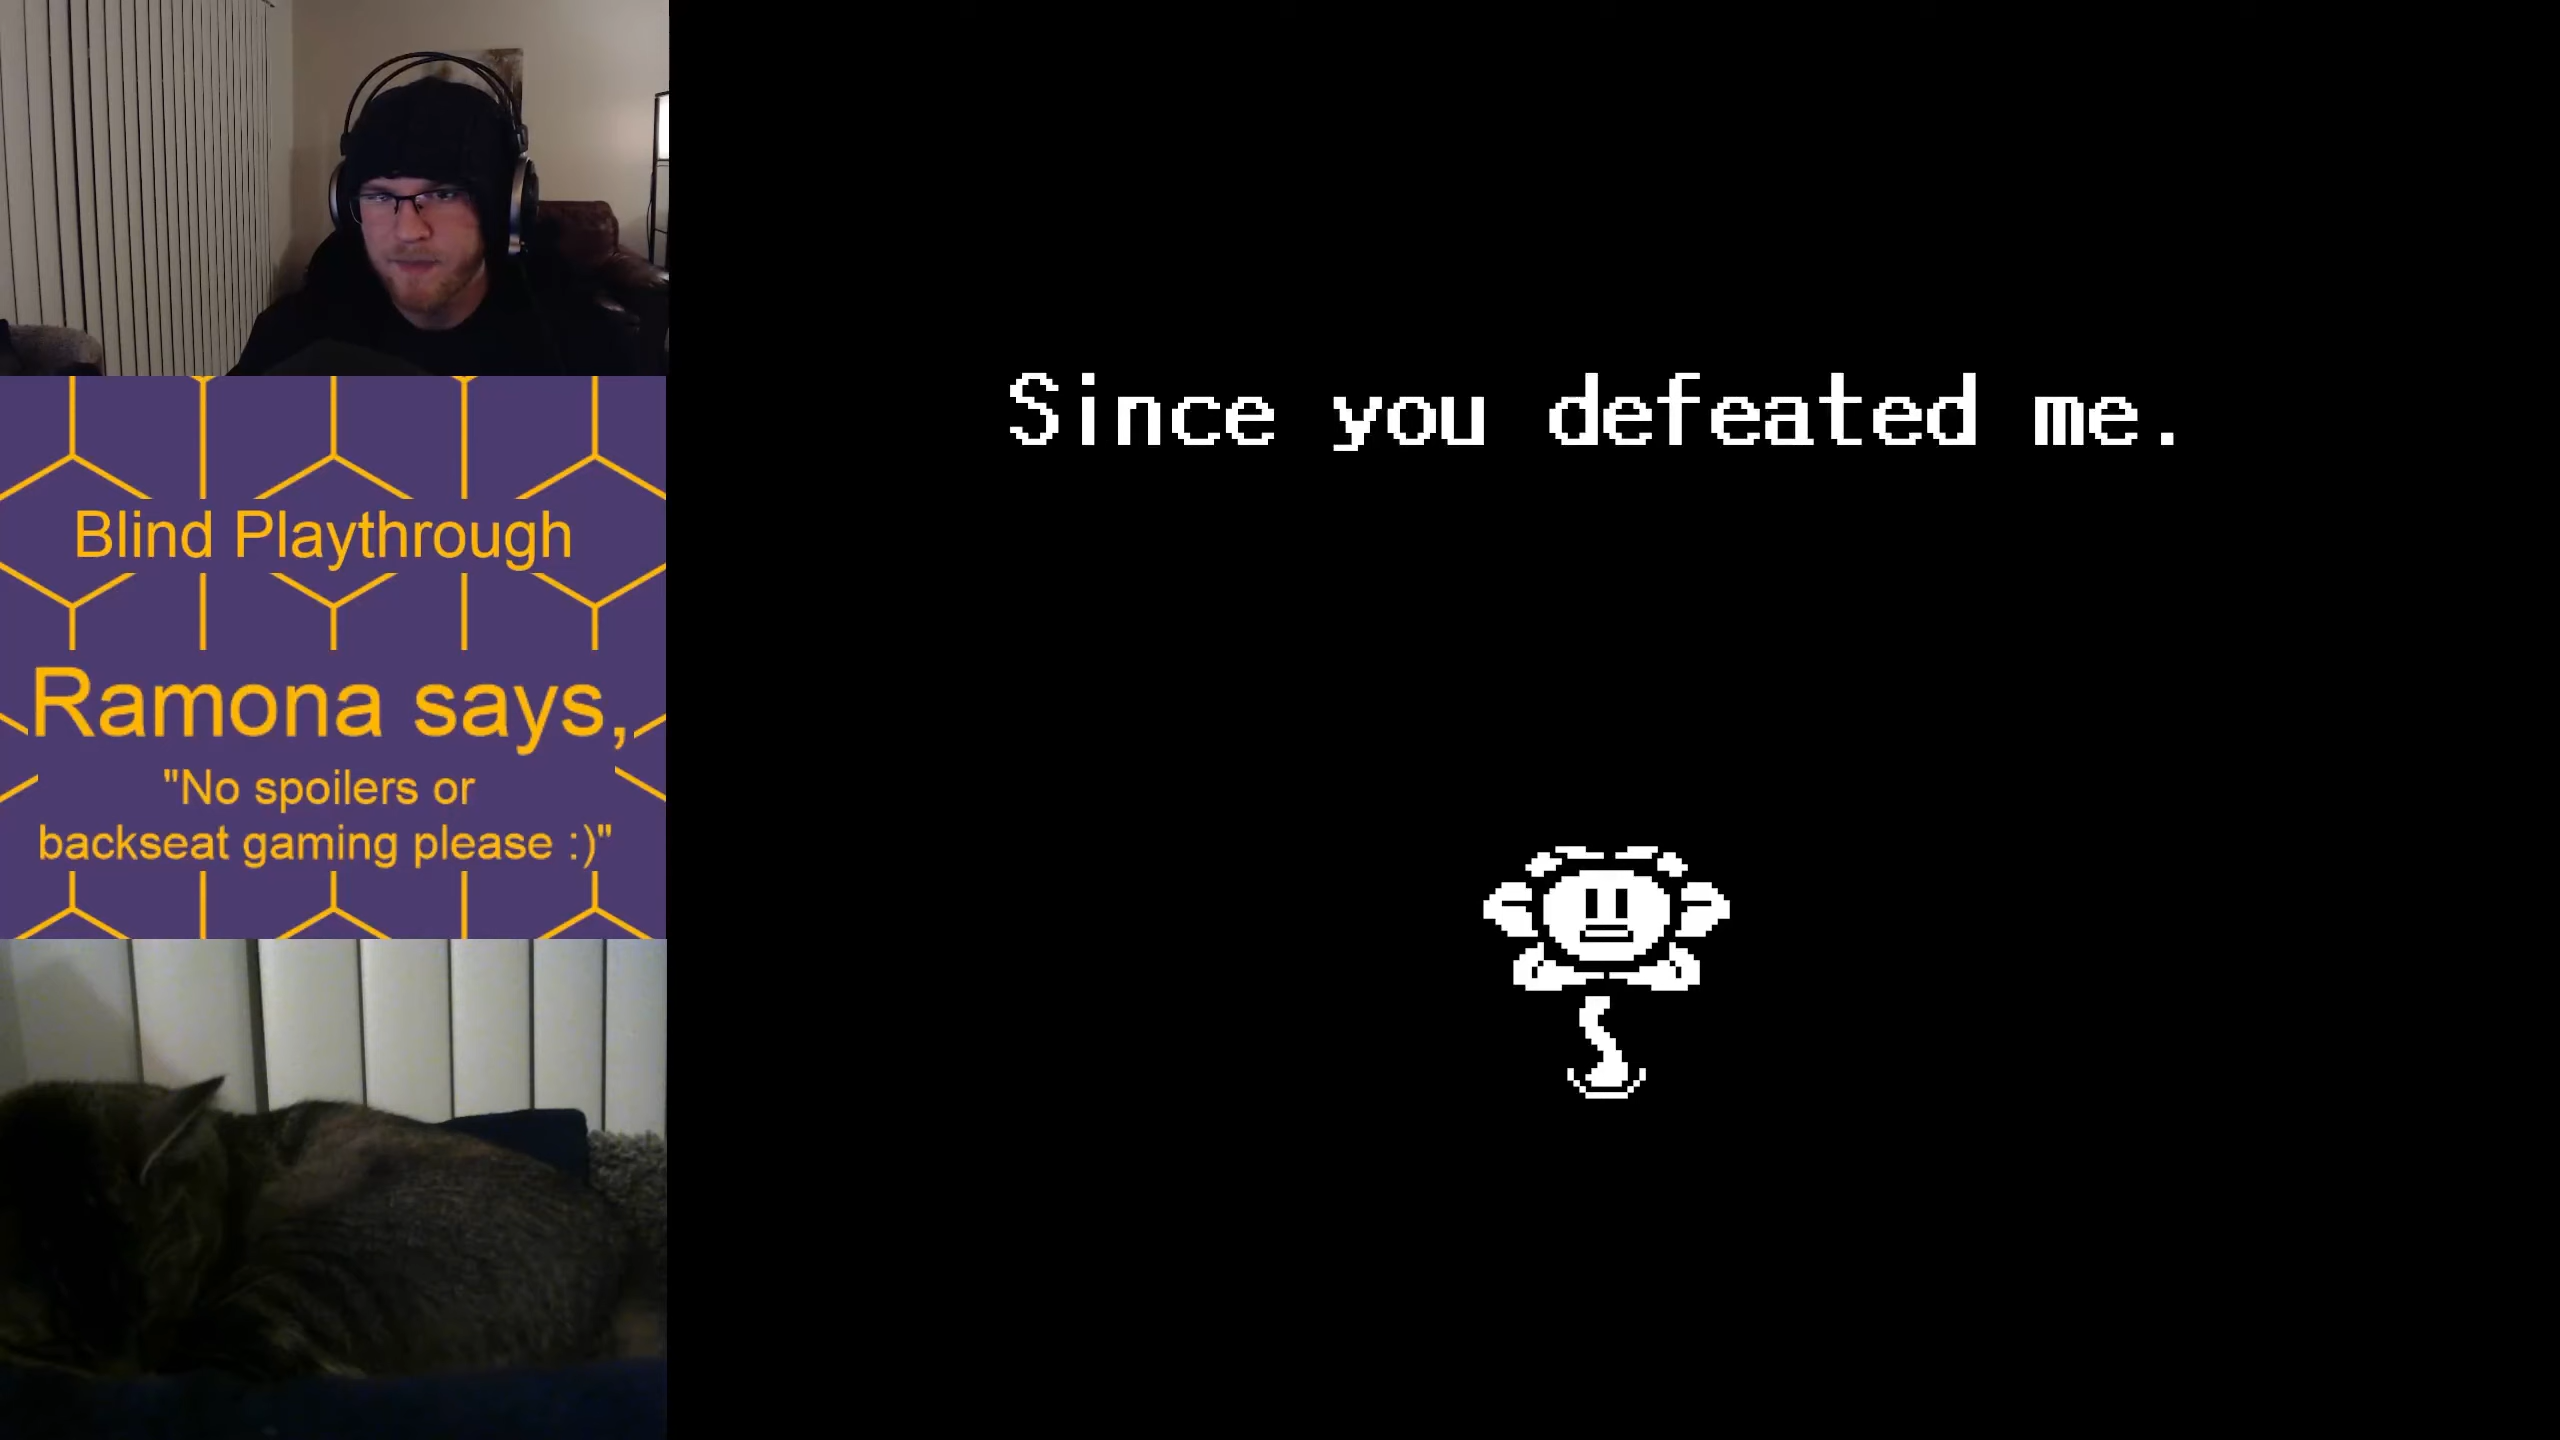 Blind Playthrough
Ramona says,
"No spoilers or
backseat gaming please :)"
Since you defeated me.